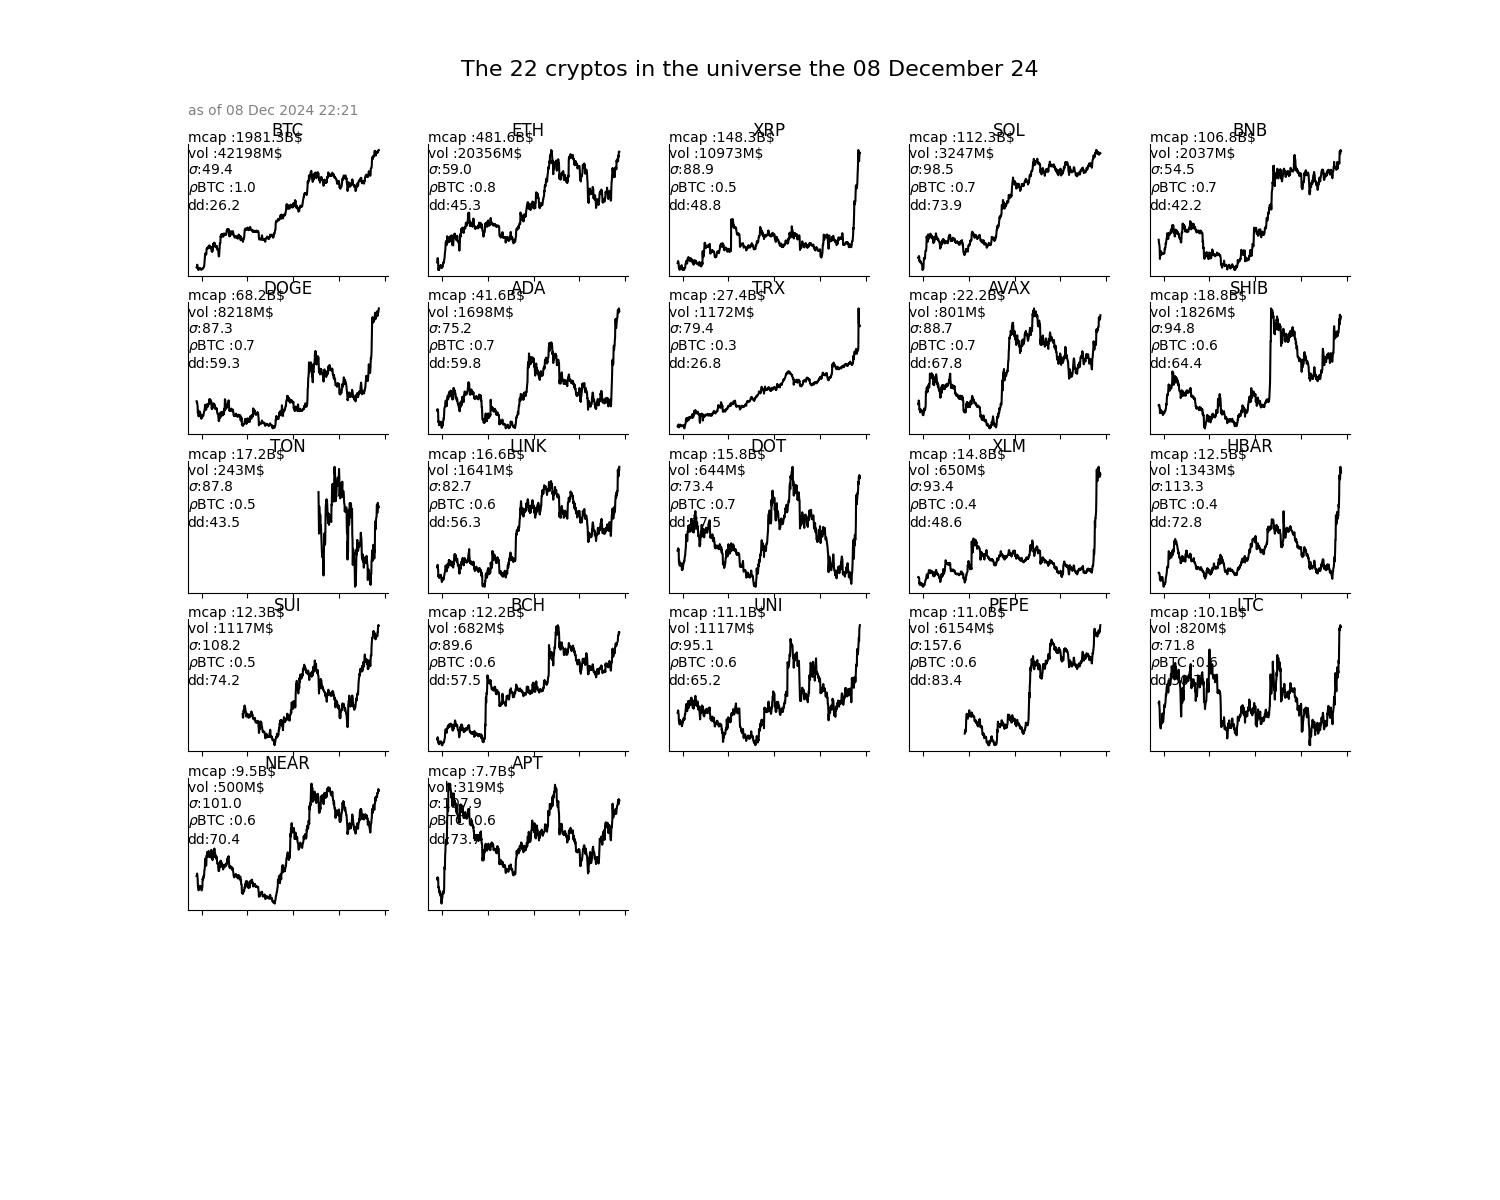 The 22 cryptos in the universe the 08 December 24
as of 08 Dec 2024 22:21
BTC
mcap :1981.3B$
vol :42198M$
σ:49.4
ρBTC :1.0
dd:26.2
ETH
mcap :481.6B$
vol :20356M$
σ:59.0
ρBTC :0.8
dd:45.3
XRP
mcap :148.3B$
vol :10973M$
σ:88.9
ρBTC :0.5
dd:48.8
SOL
mcap :112.3B$
vol :3247M$
σ:98.5
ρBTC :0.7
dd:73.9
BNB
mcap :106.8B$
vol :2037M$
σ:54.5
ρBTC :0.7
dd:42.2
DOGE
mcap :68.2B$
vol :8218M$
σ:87.3
ρBTC :0.7
dd:59.3
ADA
mcap :41.6B$
vol :1698M$
σ:75.2
ρBTC :0.7
dd:59.8
TRX
mcap :27.4B$
vol :1172M$
σ:79.4
ρBTC :0.3
dd:26.8
AVAX
mcap :22.2B$
vol :801M$
σ:88.7
ρBTC :0.7
dd:67.8
SHIB
mcap :18.8B$
vol :1826M$
σ:94.8
ρBTC :0.6
dd:64.4
TON
mcap :17.2B$
vol :243M$
σ:87.8
ρBTC :0.5
dd:43.5
LINK
mcap :16.6B$
vol :1641M$
σ:82.7
ρBTC :0.6
dd:56.3
DOT
mcap :15.8B$
vol :644M$
σ:73.4
ρBTC :0.7
XLM
mcap :14.8B$
vol :650M$
σ:93.4
ρBTC :0.4
dd:48.6
HBAR
mcap :12.5B$
vol :1343M$
σ:113.3
ρBTC :0.4
dd:72.8
SUI
mcap :12.3B$
vol :1117M$
σ:108.2
ρBTC :0.5
dd:74.2
BCH
mcap :12.2B$
vol :682M$
σ:89.6
ρBTC :0.6
dd:57.5
UNI
mcap :11.1B$
vol :1117M$
σ:95.1
ρBTC :0.6
dd:65.2
PEPE
mcap :11.0B$
vol :6154M$
σ:157.6
ρBTC :0.6
dd:83.4
LTC
mcap :10.1B$
vol :820M$
σ:71.8
ρBTC :0.6
NEAR
mcap :9.5B$
vol :500M$
σ:101.0
ρBTC :0.6
dd:70.4
APT
mcap :7.7B$
vol :319M$
σ:107.9
ρBTC :0.6